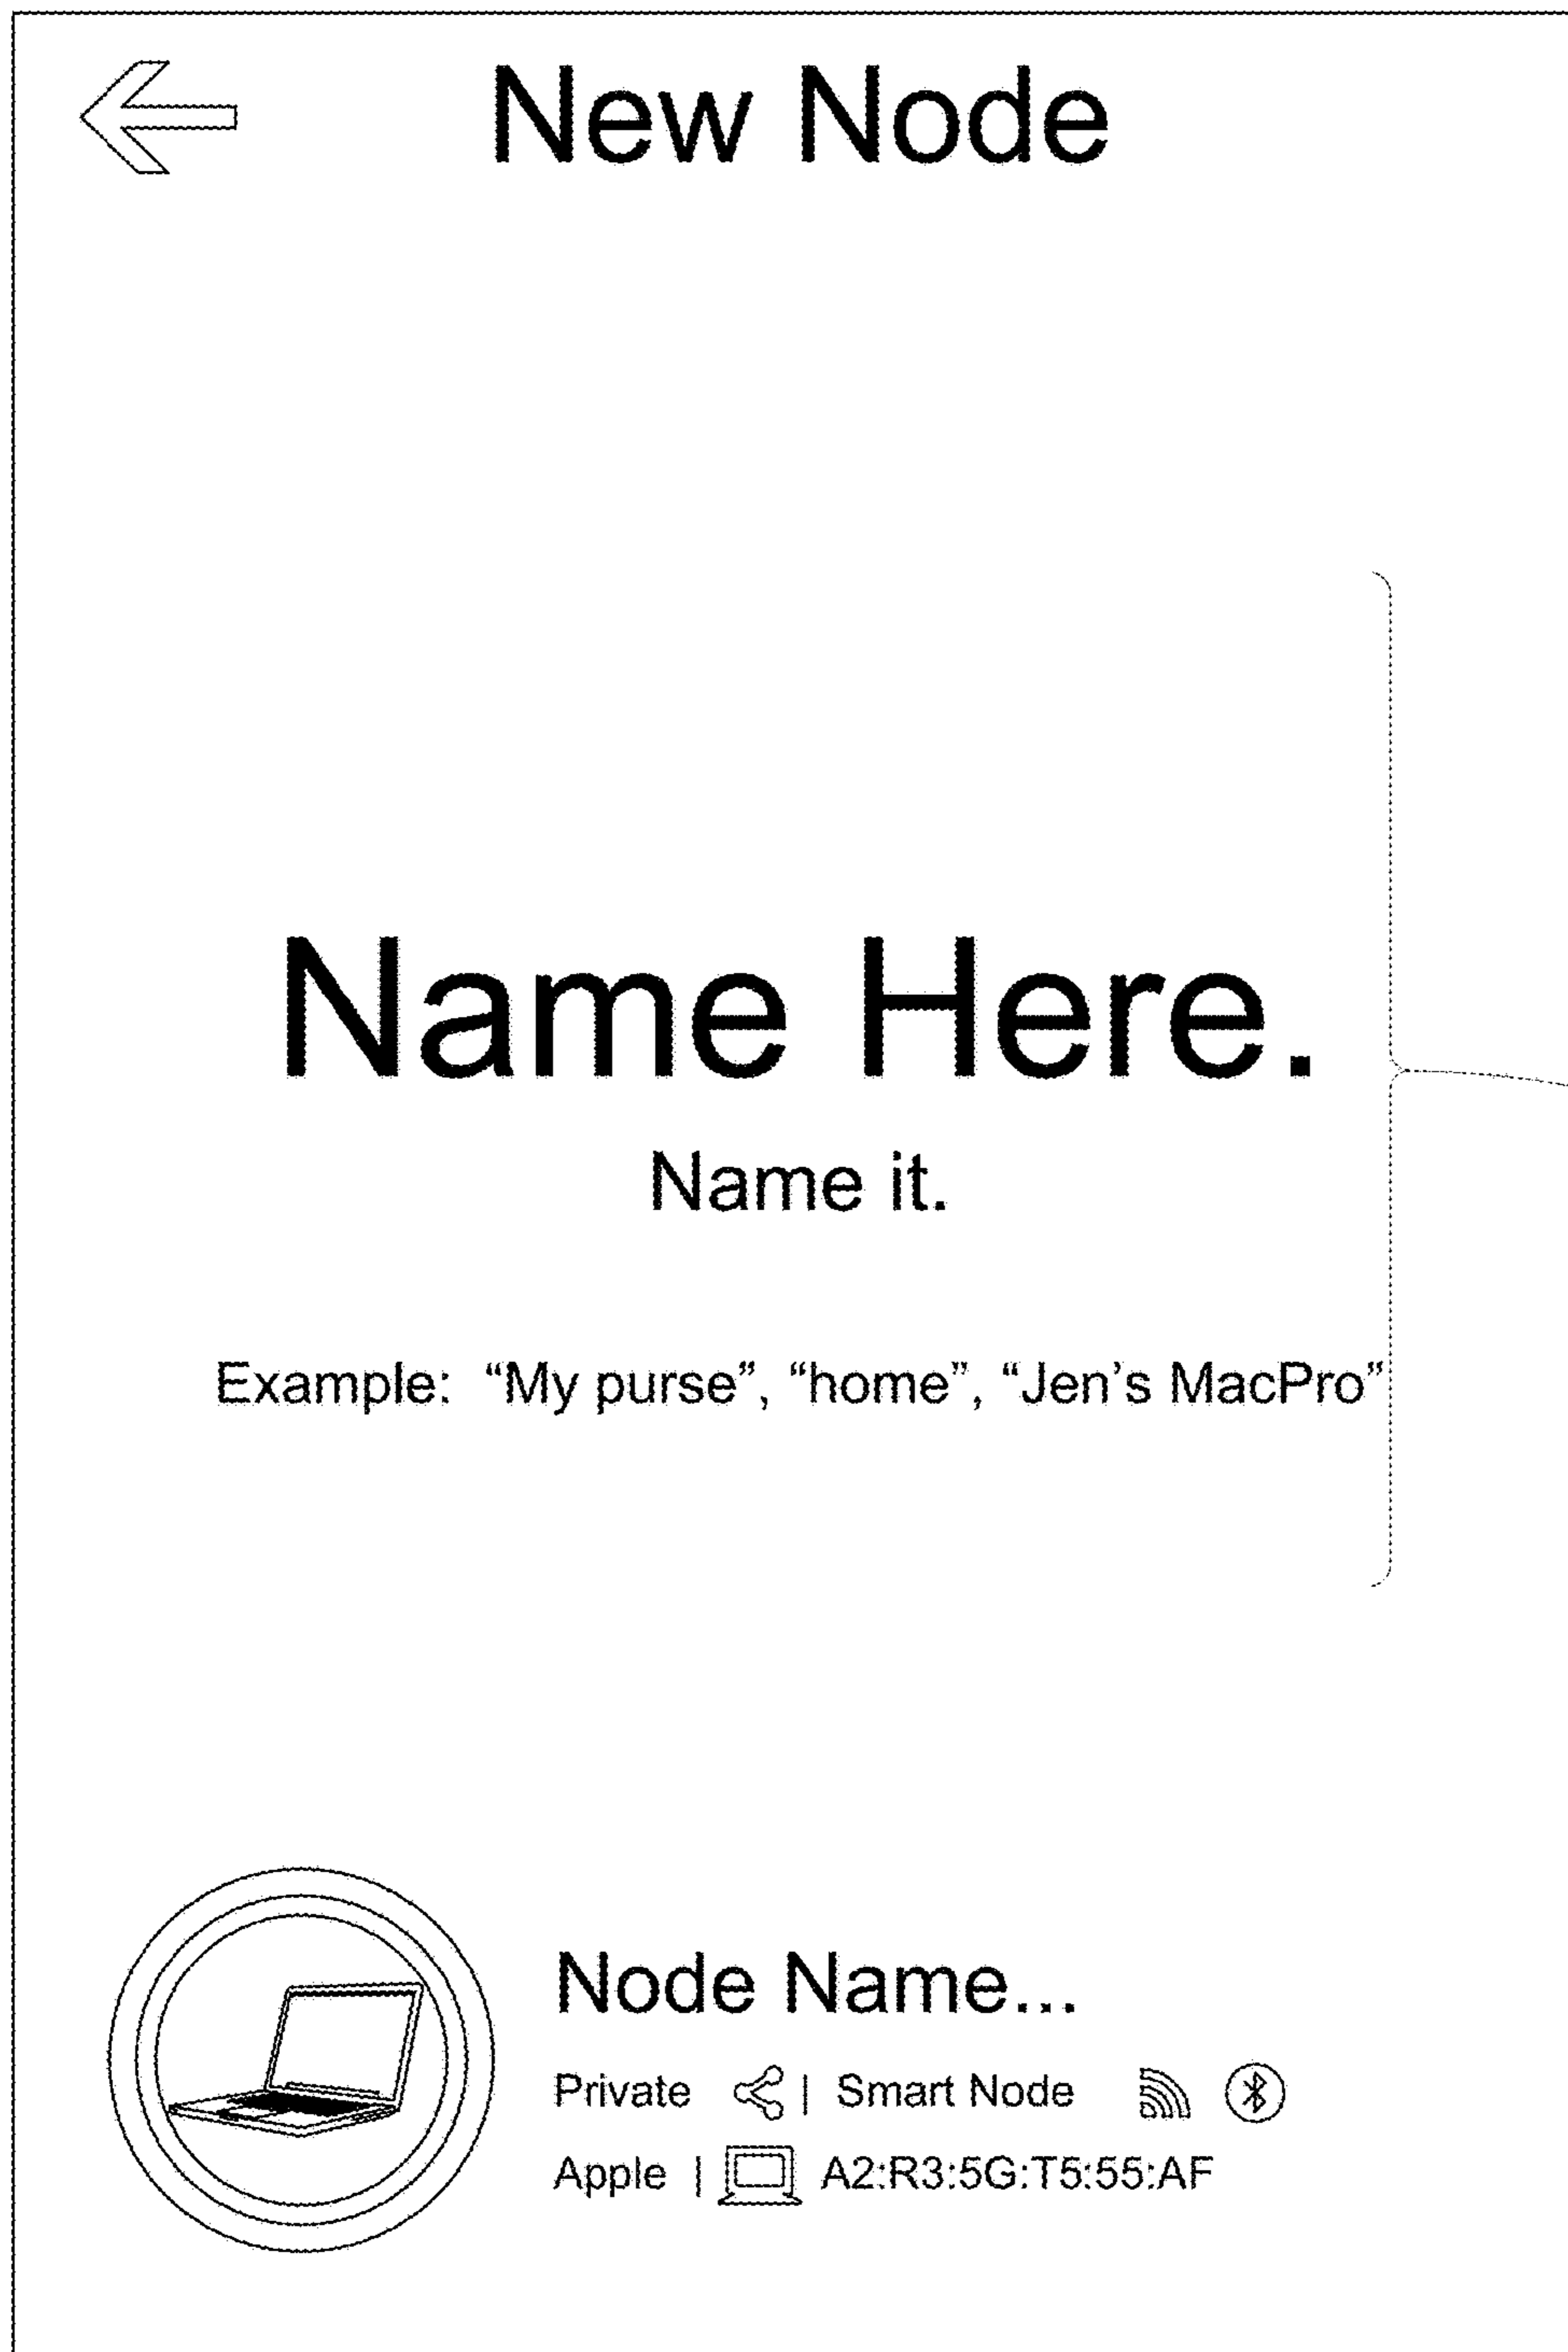 New Node
Name Here.
Name it.
Example: “My purse”, “home”, “Jen’s MacPro”
Node Name...
Private | Smart Node
Apple | A2:R3:5G:T5:55:AF